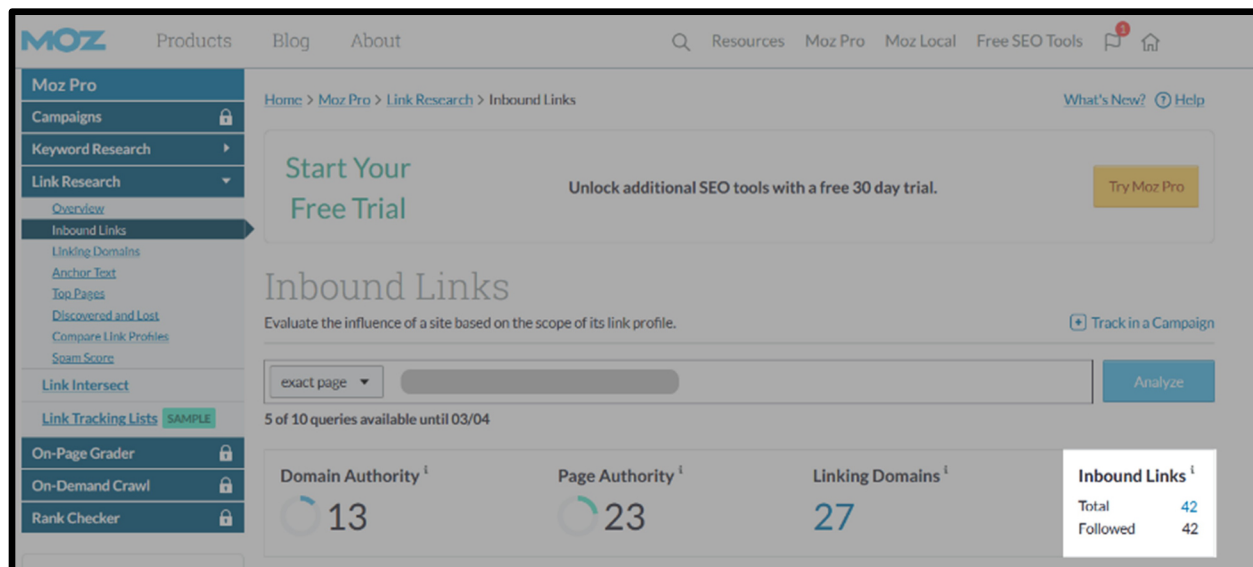 MOZ Products Blog About Resources Moz Pro Moz Local Free SEO Tools 1
Moz Pro
Campaigns
Keyword Research
Link Research
Overview
Inbound Links
Linking Domains
Anchor Text
Top Pages
Discovered and Lost
Compare Link Profiles
Spam Score
Link Intersect
Link Tracking Lists SAMPLE
On-Page Grader
On-Demand Crawl
Rank Checker
Home > Moz Pro > Link Research > Inbound Links
What's New? ? Help
Start Your
Free Trial
Unlock additional SEO tools with a free 30 day trial.
Try Moz Pro
Inbound Links
Evaluate the influence of a site based on the scope of its link profile.
Track in a Campaign
exact page
Analyze
5 of 10 queries available until 03/04
Domain Authority i
13
Page Authority i
23
Linking Domains i
27
Inbound Links i
Total 42
Followed 42